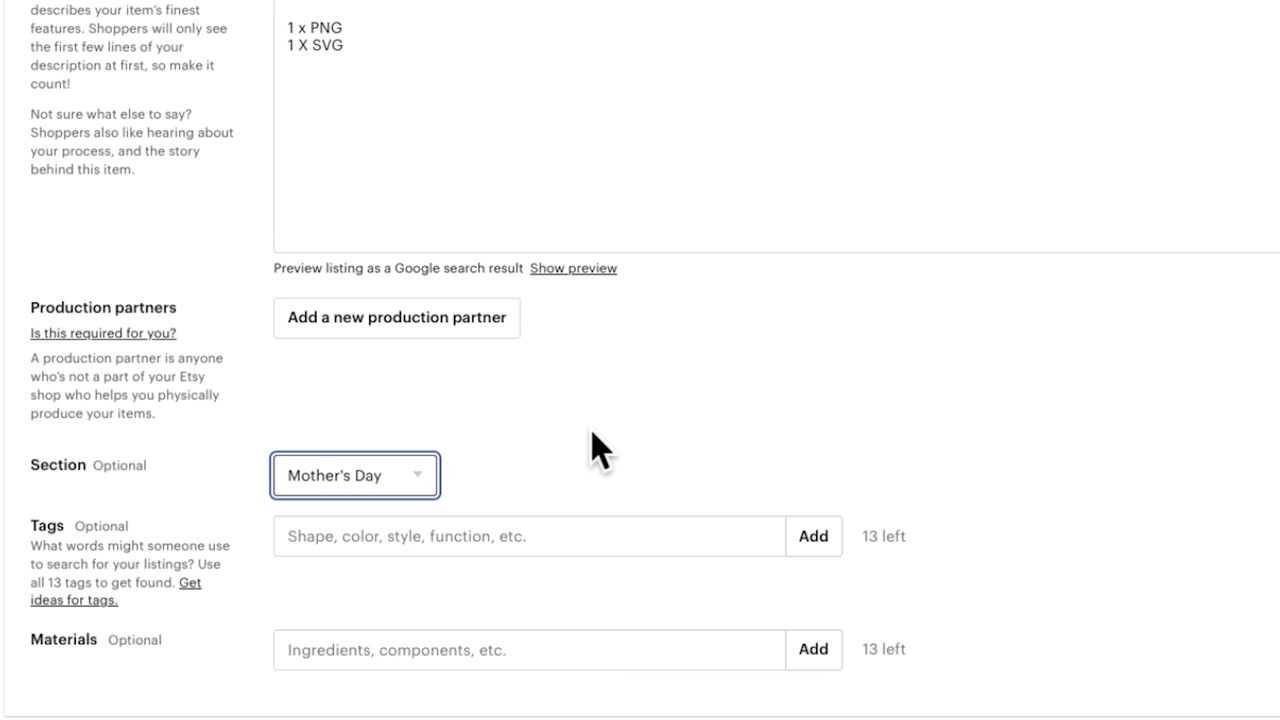 describes your item's finest
features. Shoppers will only see
the first few lines of your
description at first, so make it
count!
Not sure what else to say?
Shoppers also like hearing about
your process, and the story
behind this item.
1 x PNG
1 X SVG
Preview listing as a Google search result Show preview
Production partners
Is this required for you?
A production partner is anyone
who's not a part of your Etsy
shop who helps you physically
produce your items.
Add a new production partner
Section Optional
Mother's Day
Tags Optional
What words might someone use
to search for your listings? Use
all 13 tags to get found. Get
ideas for tags.
Shape, color, style, function, etc. Add 13 left
Materials Optional
Ingredients, components, etc. Add 13 left